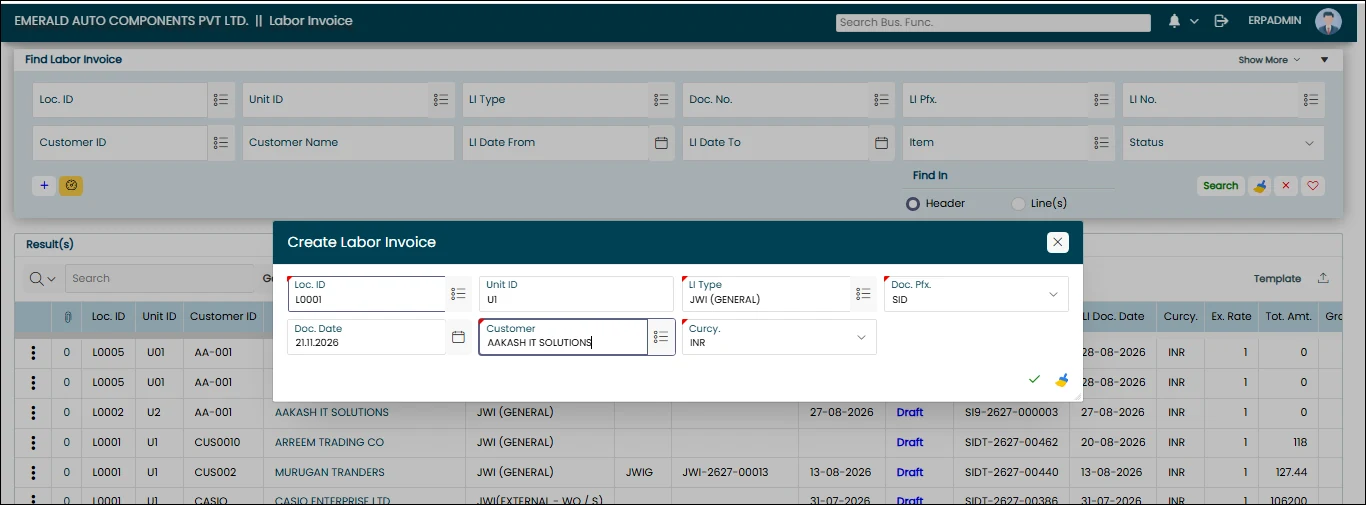 EMERALD AUTO COMPONENTS PVT LTD. || Labor Invoice Search Bus. Func. ERPADMIN
Find Labor Invoice Show More
Loc. ID Unit ID LI Type Doc. No. LI Pfx. LI No.
Customer ID Customer Name LI Date From LI Date To Item Status
Find In
Header Line(s) Search
Result(s)
Search Template
Create Labor Invoice
Loc. ID Unit ID LI Type Doc. Pfx.
L0001 U1 JWI (GENERAL) SID
Doc. Date Customer Curcy.
21.11.2026 AAKASH IT SOLUTIONS INR
Loc. ID Unit ID Customer ID LI Doc. Date Curcy. Ex. Rate Tot. Amt. Gro
0 L0005 U01 AA-001 28-08-2026 INR 1 0
0 L0005 U01 AA-001 28-08-2026 INR 1 0
0 L0002 U2 AA-001 AAKASH IT SOLUTIONS JWI (GENERAL) 27-08-2026 Draft SI9-2627-000003 27-08-2026 INR 1 0
0 L0001 U1 CUS0010 ARREEM TRADING CO JWI (GENERAL) Draft SIDT-2627-00462 20-08-2026 INR 1 118
0 L0001 U1 CUS002 MURUGAN TRANDERS JWI (GENERAL) JWIG JWI-2627-00013 13-08-2026 Draft SIDT-2627-00440 13-08-2026 INR 1 127.44
0 L0001 U1 CASIO CASIO ENTERPRISE LTD JWI(EXTERNAL - WO / S) 31-07-2026 Draft SIDT-2627-00386 31-07-2026 INR 1 106200